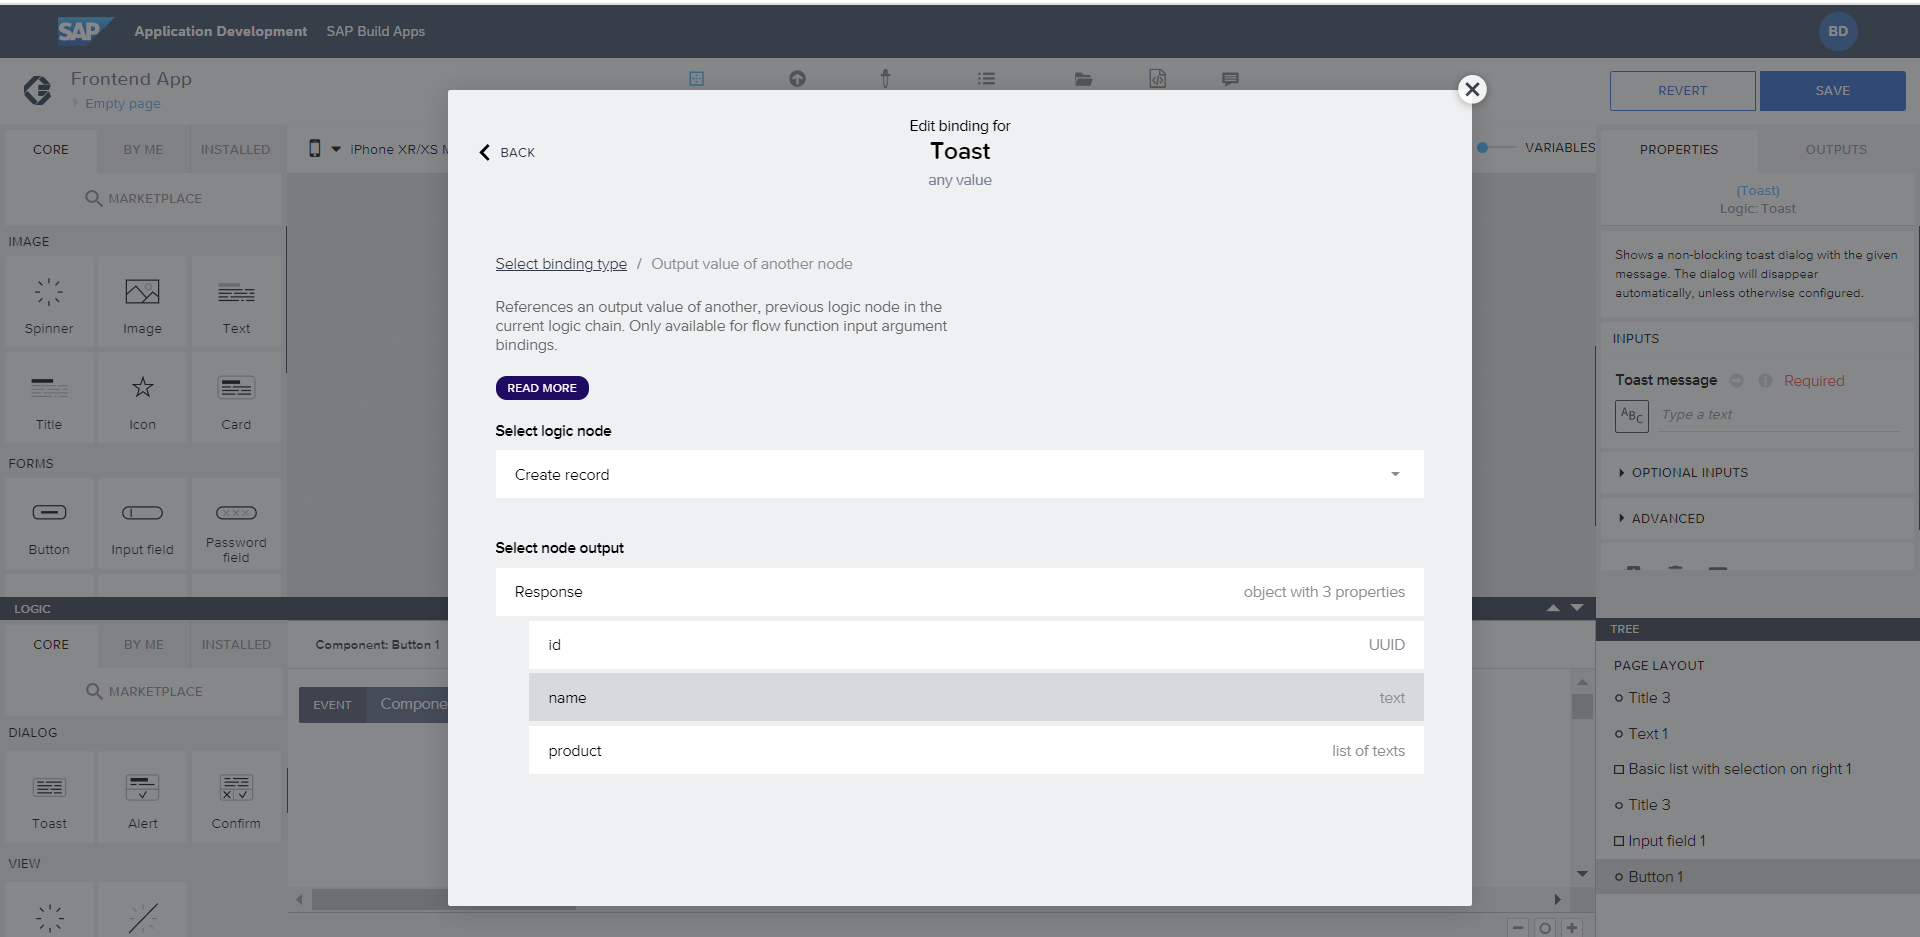 SAP
Application Development
SAP Build Apps
BD
Frontend App
Empty page
REVERT
SAVE
CORE
BY ME
INSTALLED
iPhone XR/XS M
VARIABLES
MARKETPLACE
IMAGE
Spinner
Image
Text
Title
Icon
Card
FORMS
Button
Input field
Password
field
Edit binding for
Toast
any value
BACK
Select binding type / Output value of another node
References an output value of another, previous logic node in the
current logic chain. Only available for flow function input argument
bindings.
READ MORE
Select logic node
Create record
Select node output
Response
object with 3 properties
id
UUID
name
text
product
list of texts
PROPERTIES
OUTPUTS
(Toast)
Logic: Toast
Shows a non-blocking toast dialog with the given
message. The dialog will disappear
automatically, unless otherwise configured.
INPUTS
Toast message
Required
ABC
Type a text
OPTIONAL INPUTS
ADVANCED
LOGIC
CORE
BY ME
INSTALLED
Component: Button 1
MARKETPLACE
EVENT
Compone
DIALOG
Toast
Alert
Confirm
VIEW
TREE
PAGE LAYOUT
Title 3
Text 1
Basic list with selection on right 1
Title 3
Input field 1
Button 1